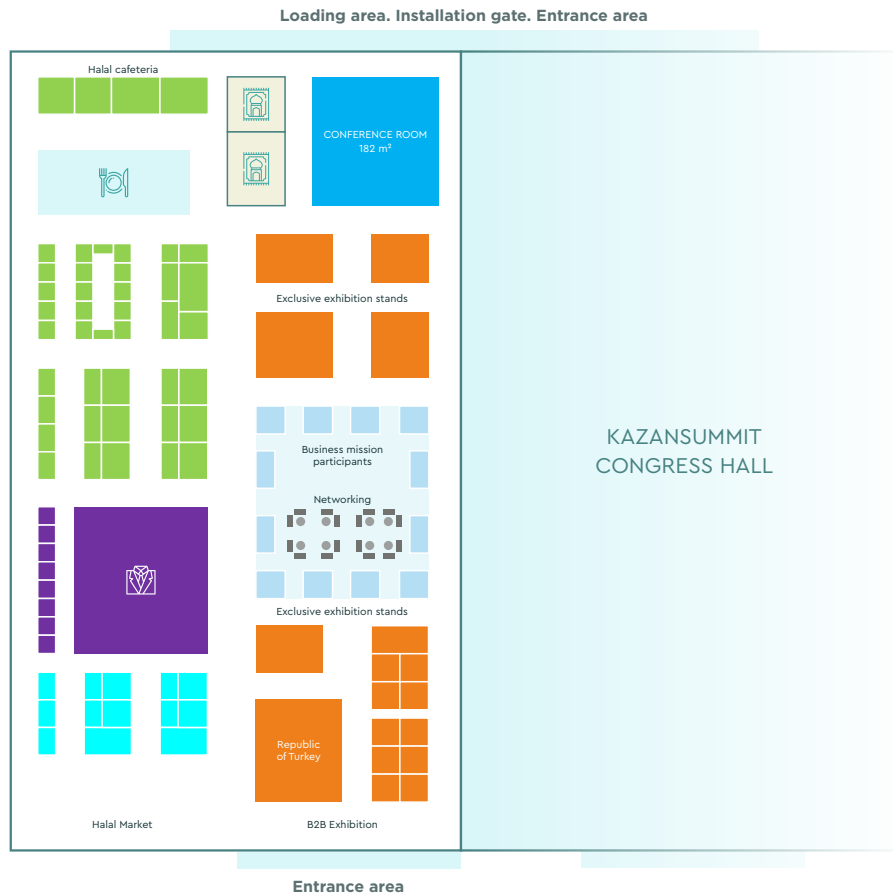 Loading area. Installation gate. Entrance area
Halal cafeteria
CONFERENCE ROOM
182 m²
Exclusive exhibition stands
Business mission
participants
Networking
Exclusive exhibition stands
Republic
of Turkey
Halal Market
B2B Exhibition
KAZANSUMMIT
CONGRESS HALL
Entrance area